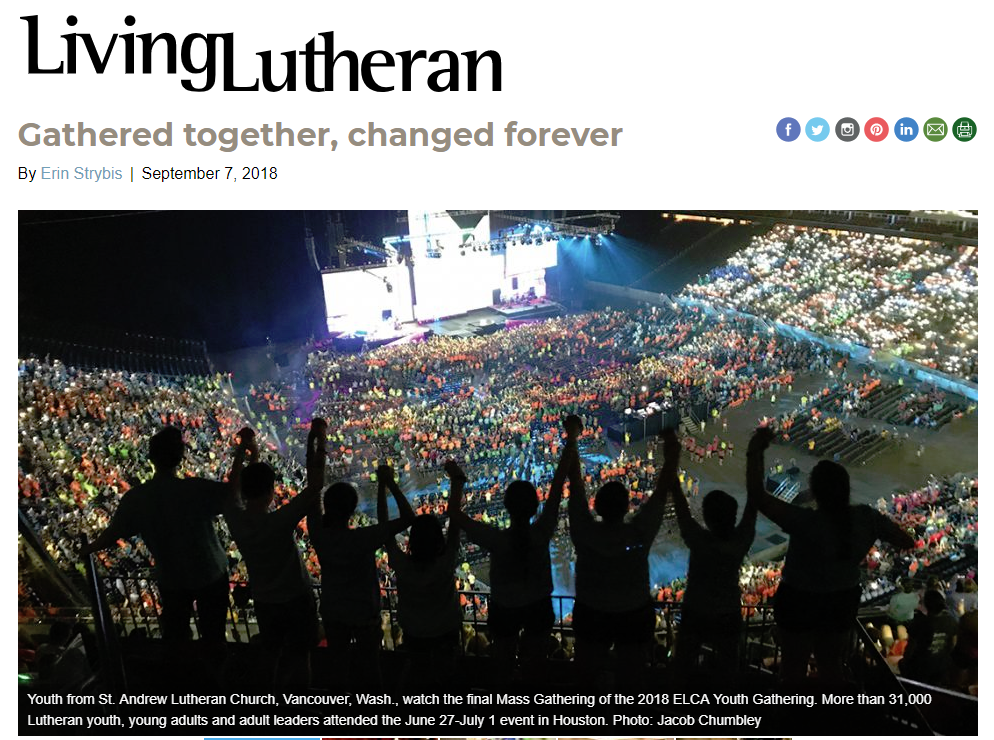 LivingLutheran
Gathered together, changed forever
By Erin Strybis | September 7, 2018
Youth from St. Andrew Lutheran Church, Vancouver, Wash., watch the final Mass Gathering of the 2018 ELCA Youth Gathering. More than 31,000
Lutheran youth, young adults and adult leaders attended the June 27-July 1 event in Houston. Photo: Jacob Chumbley